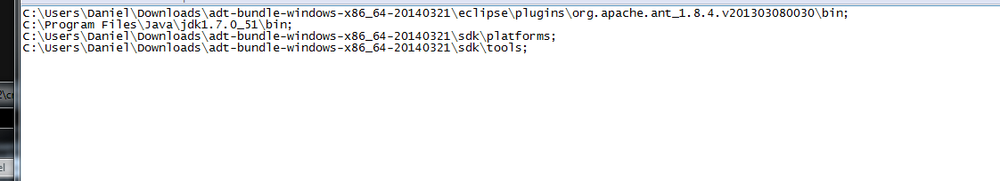 C:\Users\Daniel\Downloads\adt-bundle-windows-x86_64-20140321\eclipse\plugins\org.apache.ant_1.8.4.v201303080030\bin;
C:\Program Files\Java\jdk1.7.0_51\bin;
C:\Users\Daniel\Downloads\adt-bundle-windows-x86_64-20140321\sdk\platforms;
C:\Users\Daniel\Downloads\adt-bundle-windows-x86_64-20140321\sdk\tools;